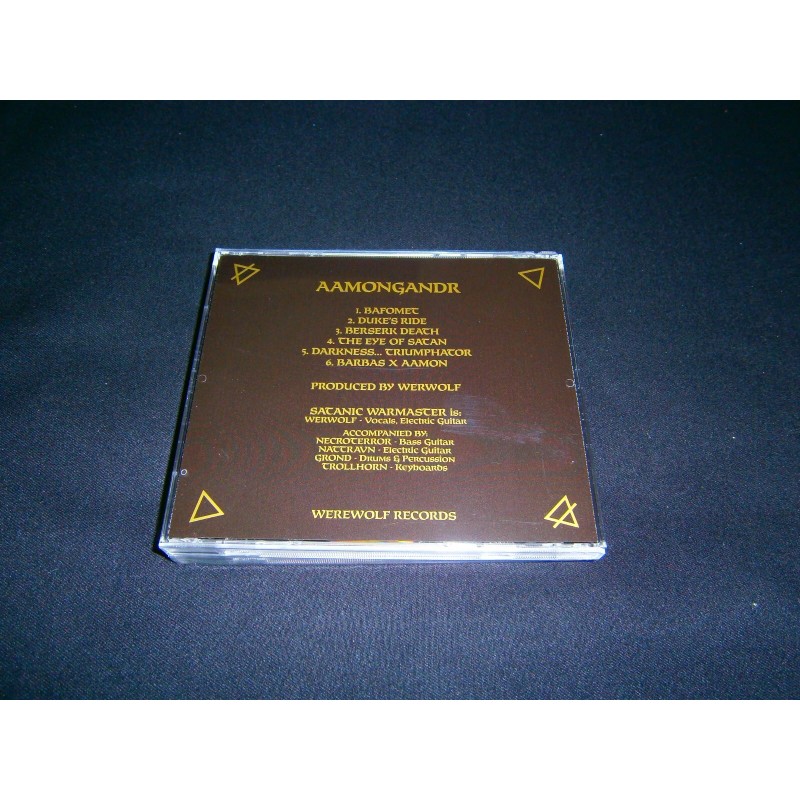 AAMONGANDR
1. BAFOMET
2. DUKE'S RIDE
3. BERSERK DEATH
4. THE EYE OF SATAN
5. DARKNESS... TRIUMPHATOR
6. BARBAS X AAMON
PRODUCED BY WERWOLF
SATANIC WARMASTER is:
WERWOLF - Vocals, Electric Guitar
ACCOMPANIED BY:
NECROTERROR - Bass Guitar
NATTRAVN - Electric Guitar
GROND - Drums & Percussion
TROLLHORN - Keyboards
WEREWOLF RECORDS